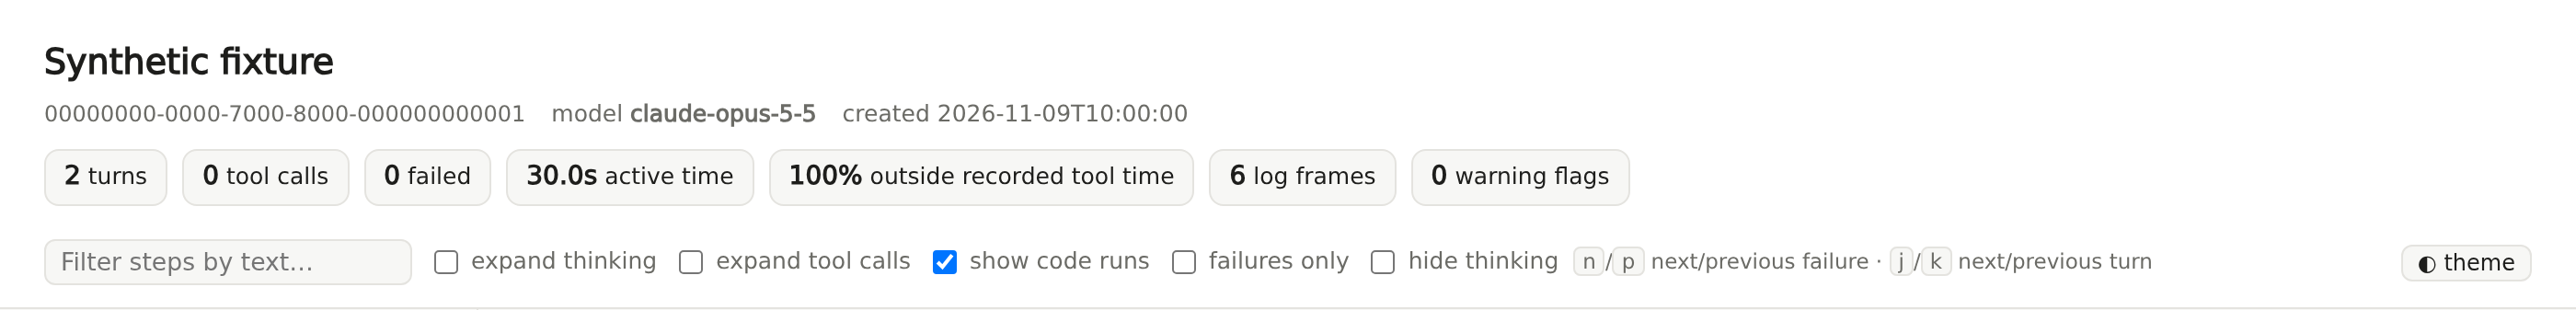 Synthetic fixture
00000000-0000-7000-8000-000000000001 model claude-opus-5-5 created 2026-11-09T10:00:00
2 turns 0 tool calls 0 failed 30.0s active time 100% outside recorded tool time 6 log frames 0 warning flags
Filter steps by text... expand thinking expand tool calls show code runs failures only hide thinking n/p next/previous failure · j/k next/previous turn ◐ theme